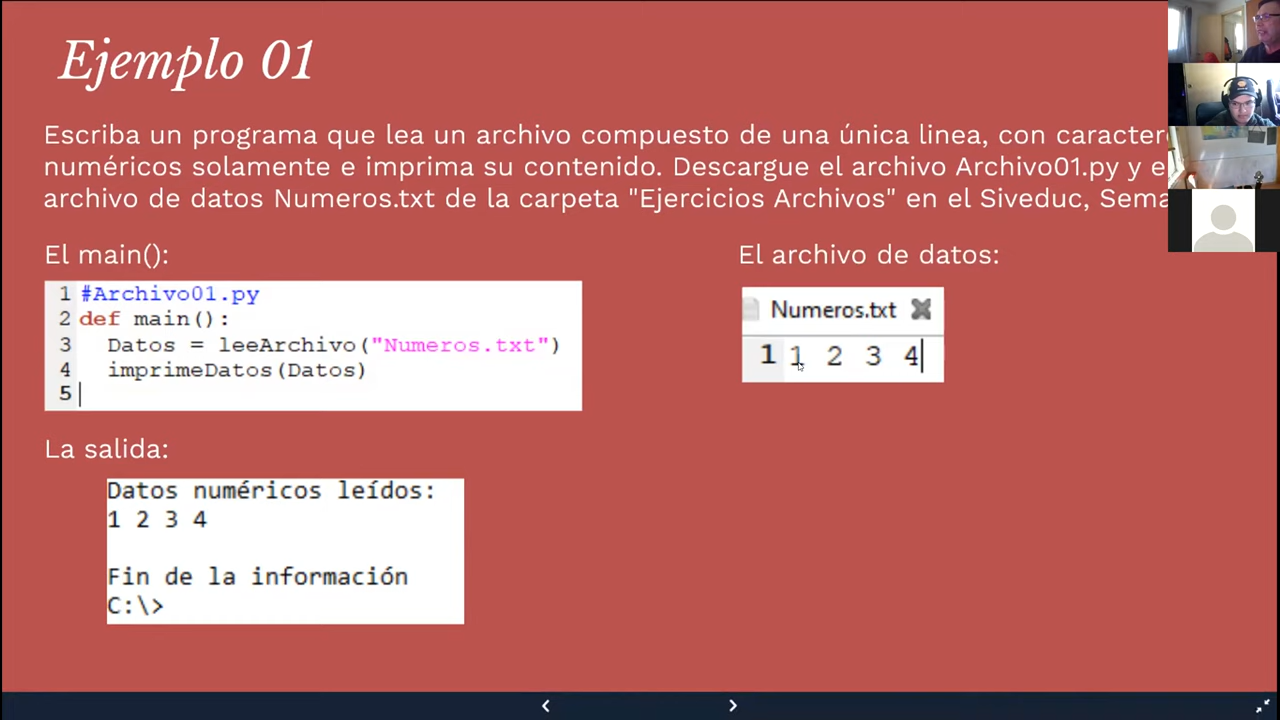 Ejemplo 01
Escriba un programa que lea un archivo compuesto de una única linea, con
numéricos solamente e imprima su contenido. Descargue el archivo Archivo01.py y
archivo de datos Numeros.txt de la carpeta "Ejercicios Archivos" en el Siveduc,
El main():
1 #Archivo01.py
2 def main():
3 Datos = leeArchivo("Numeros.txt")
4 imprimeDatos(Datos)
5
El archivo de datos:
Numeros.txt
1 1 2 3 4
La salida:
Datos numéricos leídos:
1 2 3 4
Fin de la información
C:\>